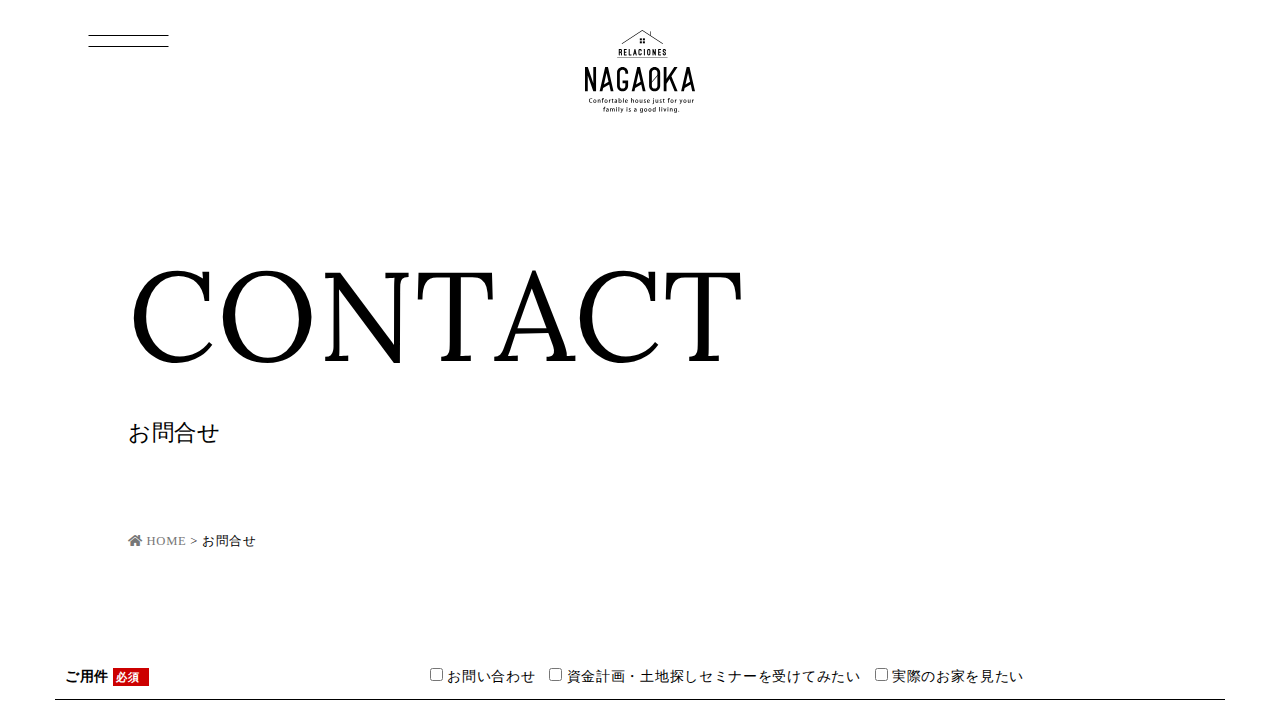 RELACIONES
NAGAOKA
Confortable house just for your
family is a good living.
CONTACT
お問合せ
HOME > お問合せ
ご用件 必須 お問い合わせ 資金計画・土地探しセミナーを受けてみたい 実際のお家を見たい